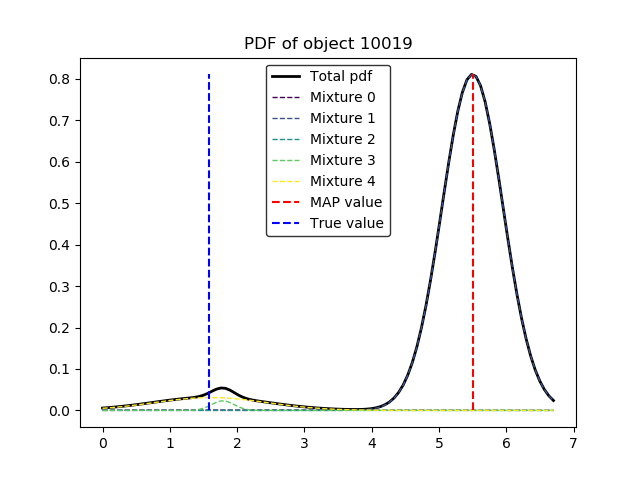 PDF of object 10019
Total pdf
Mixture 0
Mixture 1
Mixture 2
Mixture 3
Mixture 4
MAP value
True value
0.8
0.7
0.6
0.5
0.4
0.3
0.2
0.1
0.0
0 1 2 3 4 5 6 7